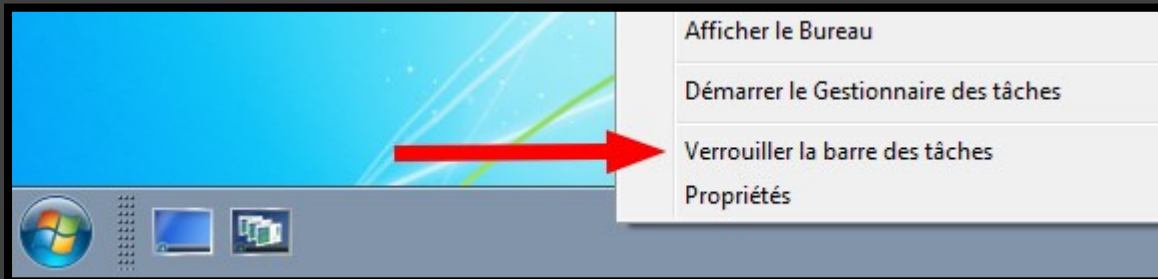 Afficher le Bureau
Démarrer le Gestionnaire des tâches
Verrouiller la barre des tâches
Propriétés